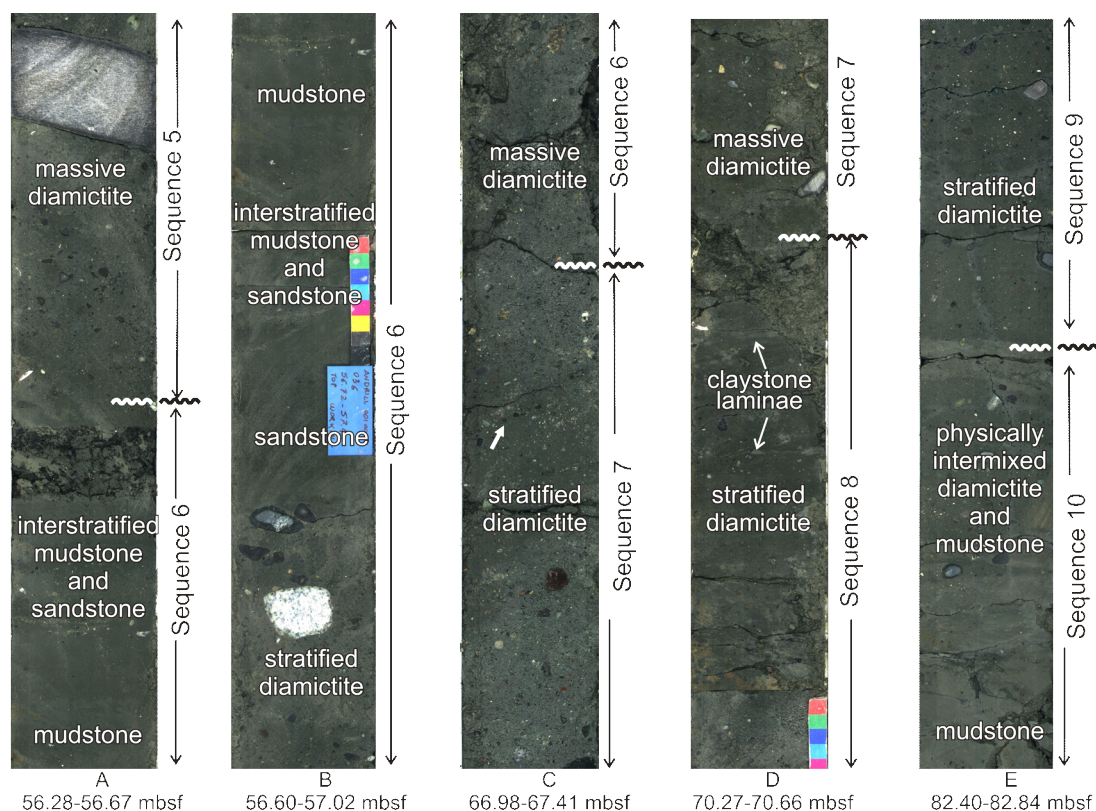 massive
diamictite
Sequence 5
interstratified
mudstone
and
sandstone
mudstone
Sequence 6
A
56.28-56.67 mbsf
mudstone
interstratified
mudstone
and
sandstone
sandstone
stratified
diamictite
Sequence 6
B
56.60-57.02 mbsf
massive
diamictite
Sequence 6
stratified
diamictite
Sequence 7
C
66.98-67.41 mbsf
massive
diamictite
Sequence 7
claystone
laminae
stratified
diamictite
Sequence 8
D
70.27-70.66 mbsf
stratified
diamictite
Sequence 9
physically
intermixed
diamictite
and
mudstone
mudstone
Sequence 10
E
82.40-82.84 mbsf